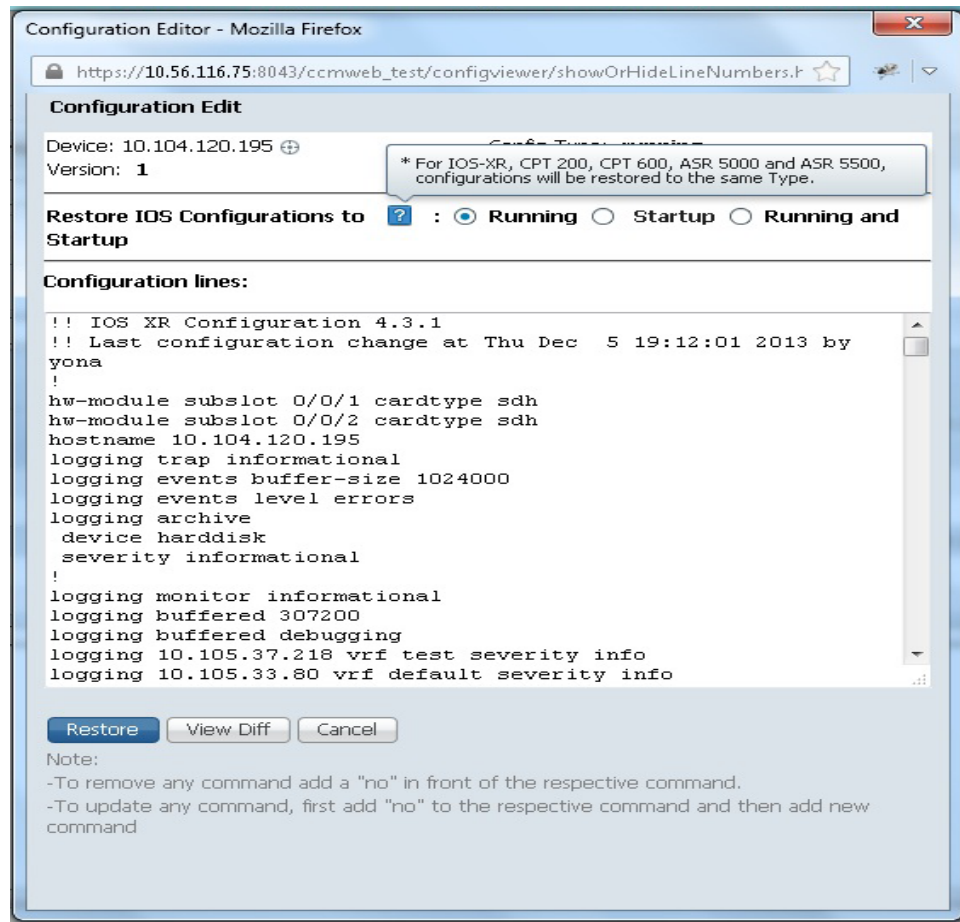 Configuration Editor - Mozilla Firefox
https://10.56.116.75:8043/ccmweb_test/configviewer/showOrHideLineNumbers.h
Configuration Edit
Device: 10.104.120.195
Version: 1
* For IOS-XR, CPT 200, CPT 600, ASR 5000 and ASR 5500,
configurations will be restored to the same Type.
Restore IOS Configurations to ? : Running Startup Running and
Startup
Configuration lines:
!! IOS XR Configuration 4.3.1
!! Last configuration change at Thu Dec  5 19:12:01 2013 by
yona
!
hw-module subslot 0/0/1 cardtype sdh
hw-module subslot 0/0/2 cardtype sdh
hostname 10.104.120.195
logging trap informational
logging events buffer-size 1024000
logging events level errors
logging archive
 device harddisk
 severity informational
!
logging monitor informational
logging buffered 307200
logging buffered debugging
logging 10.105.37.218 vrf test severity info
logging 10.105.33.80 vrf default severity info
Restore View Diff Cancel
Note:
-To remove any command add a "no" in front of the respective command.
-To update any command, first add "no" to the respective command and then add new
command